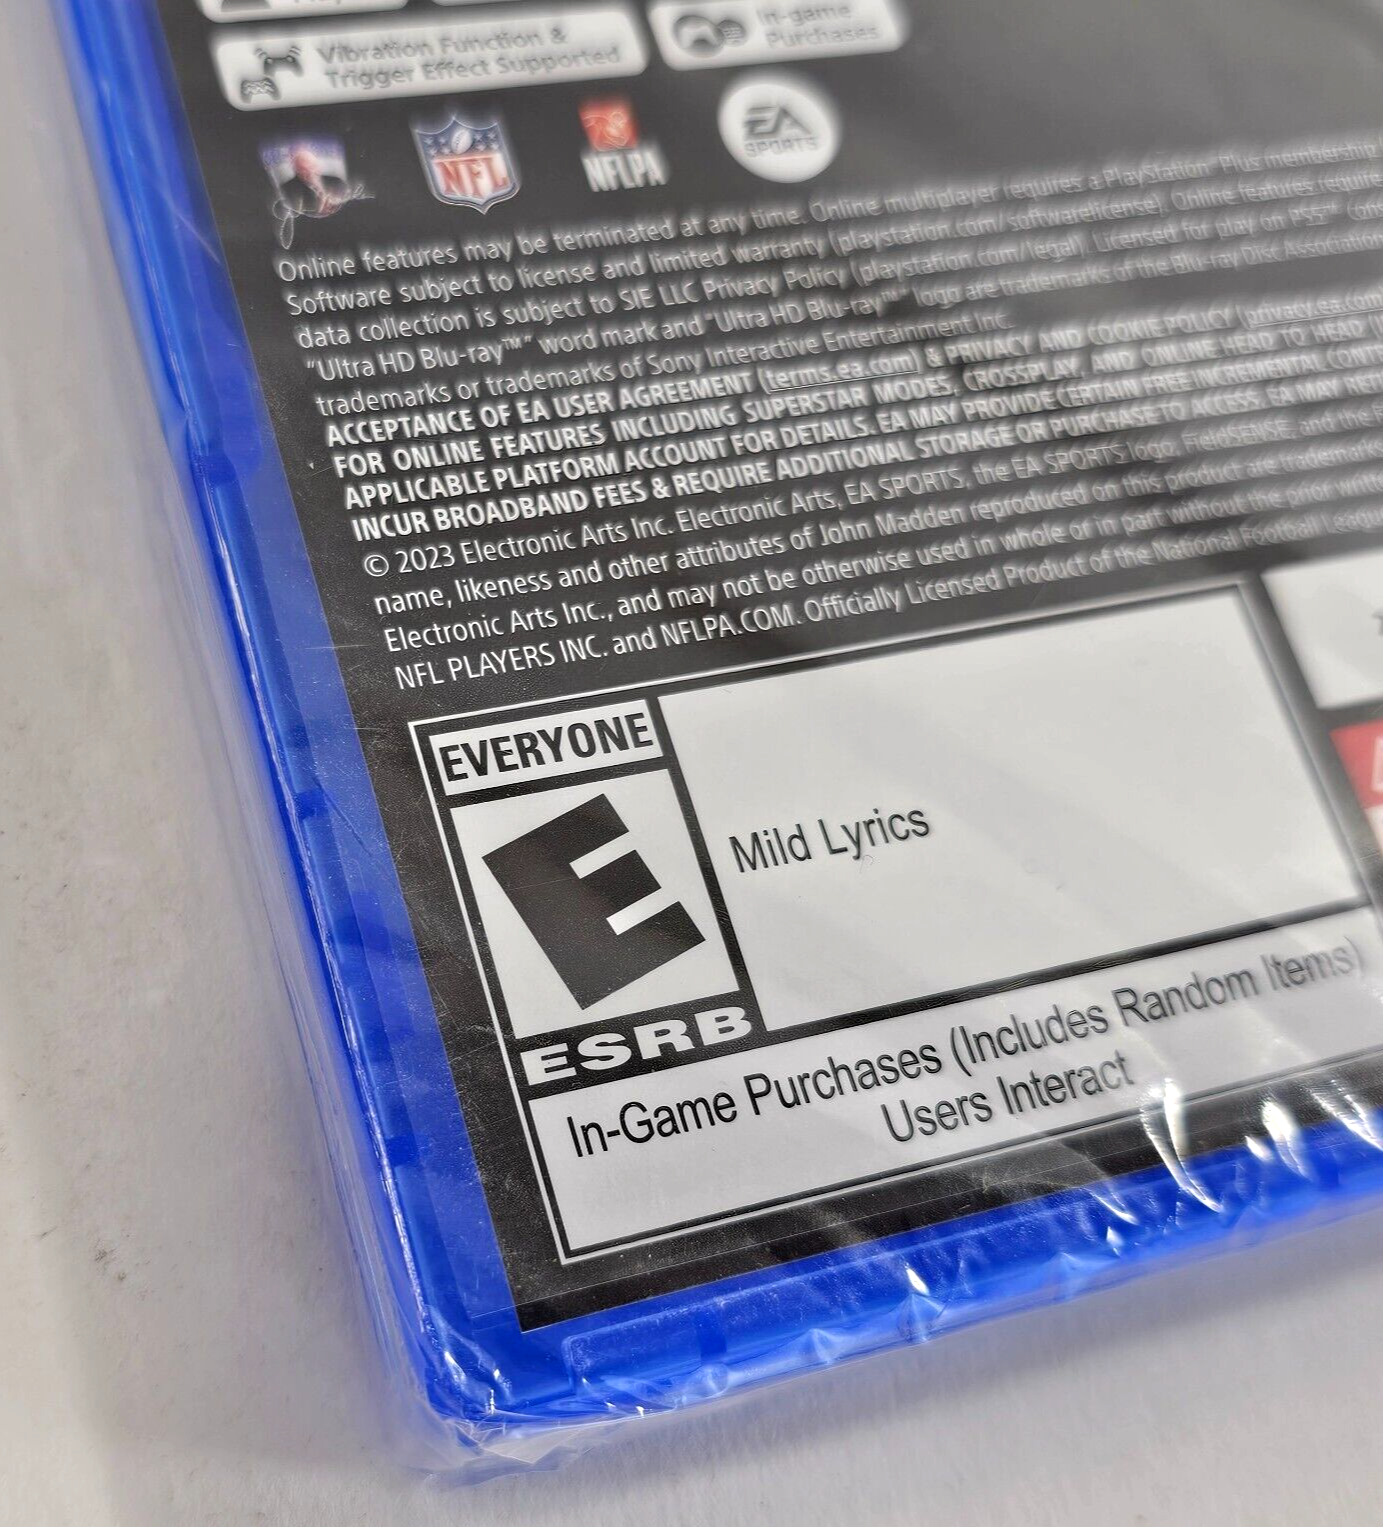 Vibration Function &
Trigger Effect Supported
In-game
Purchases
NFL
NFLPA
EA
SPORTS
Online features may be terminated at any time. Online multiplayer requires a PlayStation® Plus membership
Software subject to license and limited warranty (playstation.com/softwarelicense). Online features require
data collection is subject to SIE LLC Privacy Policy (playstation.com/legal). Licensed for play on PS5™
"Ultra HD Blu-ray™" word mark and "Ultra HD Blu-ray™" logo are trademarks of the Blu-ray Disc Association
trademarks or trademarks of Sony Interactive Entertainment Inc.
ACCEPTANCE OF EA USER AGREEMENT (terms.ea.com) & PRIVACY AND COOKIE POLICY (privacy.ea.com
FOR ONLINE FEATURES INCLUDING SUPERSTAR MODES, CROSSPLAY, AND ONLINE HEAD TO HEAD
APPLICABLE PLATFORM ACCOUNT FOR DETAILS. EA MAY PROVIDE CERTAIN FREE INCREMENTAL
INCUR BROADBAND FEES & REQUIRE ADDITIONAL STORAGE OR PURCHASE TO ACCESS. EA MAY
© 2023 Electronic Arts Inc. Electronic Arts, EA SPORTS, the EA SPORTS logo, FieldSENSE, and the
name, likeness and other attributes of John Madden reproduced on this product are
Electronic Arts Inc., and may not be otherwise used in whole or in part without the prior
NFL PLAYERS INC. and NFLPA.COM. Officially Licensed Product of the National Football
EVERYONE
E
ESRB
Mild Lyrics
In-Game Purchases (Includes Random Items)
Users Interact